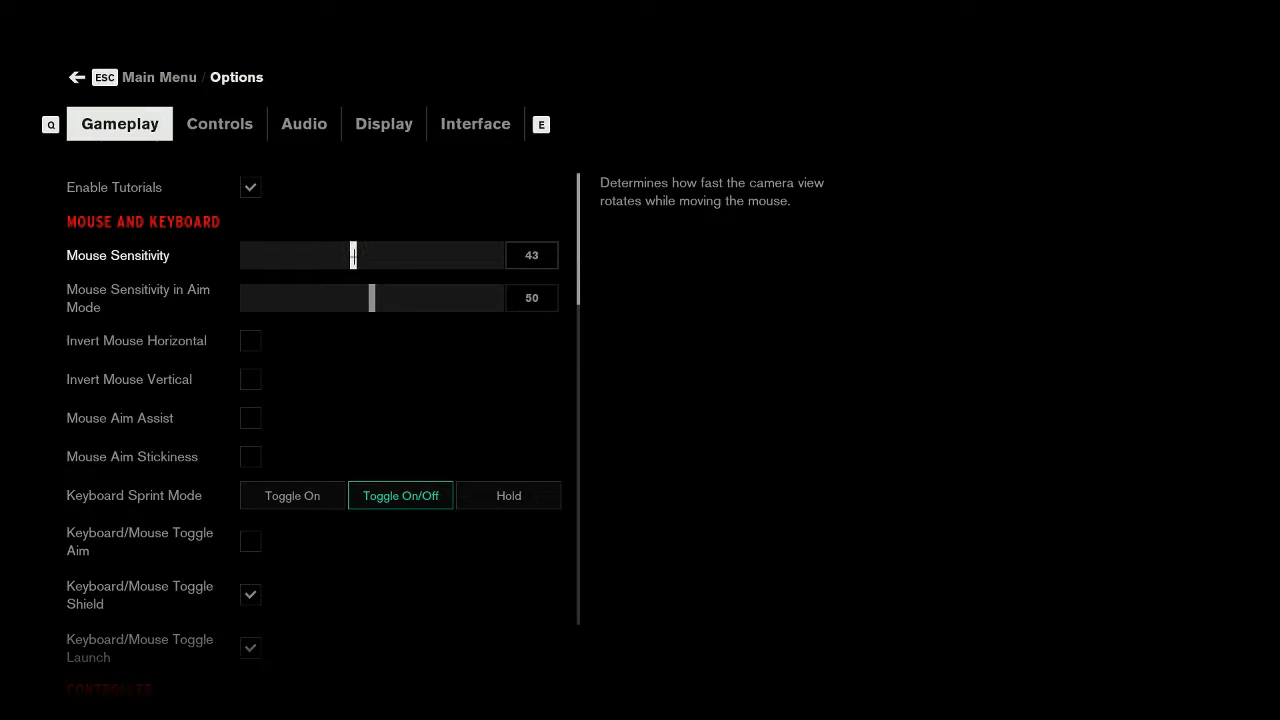 ESC Main Menu / Options
Q Gameplay Controls Audio Display Interface E
Enable Tutorials
Determines how fast the camera view
rotates while moving the mouse.
MOUSE AND KEYBOARD
Mouse Sensitivity 43
Mouse Sensitivity in Aim
Mode 50
Invert Mouse Horizontal
Invert Mouse Vertical
Mouse Aim Assist
Mouse Aim Stickiness
Keyboard Sprint Mode Toggle On Toggle On/Off Hold
Keyboard/Mouse Toggle
Aim
Keyboard/Mouse Toggle
Shield
Keyboard/Mouse Toggle
Launch
CONTROLLER